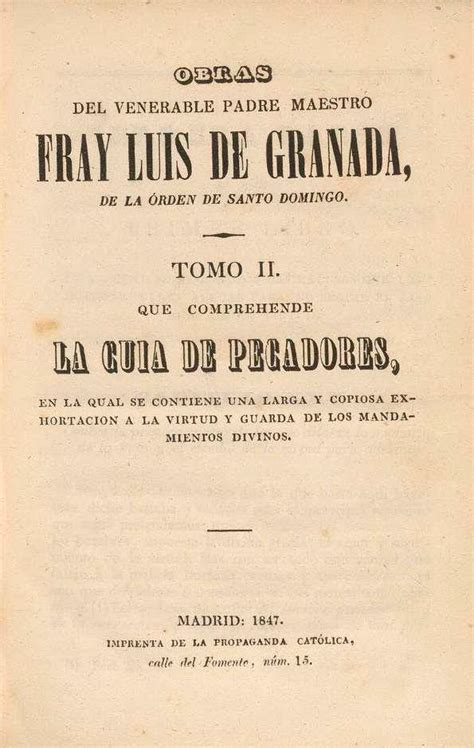 OBRAS
DEL VENERABLE PADRE MAESTRO
FRAY LUIS DE GRANADA,
DE LA ÓRDEN DE SANTO DOMINGO.
TOMO II.
QUE COMPREHENDE
LA GUIA DE PECADORES,
EN LA QUAL SE CONTIENE UNA LARGA Y COPIOSA EX-
HORTACION A LA VIRTUD Y GUARDA DE LOS MANDA-
MIENTOS DIVINOS.
MADRID: 1847.
IMPRENTA DE LA PROPAGANDA CATÓLICA,
calle del Fomento, núm. 15.